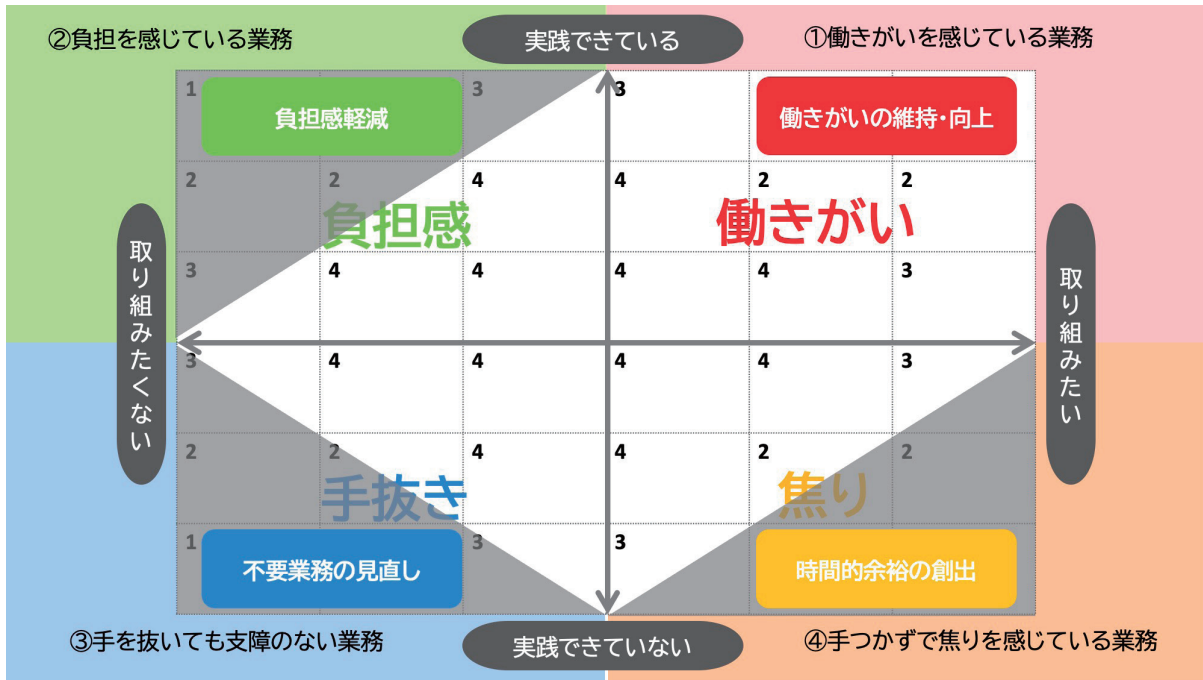 ②負担を感じている業務
実践できている
①働きがいを感じている業務
1 3 3
負担感軽減
働きがいの維持・向上
2 2 4 4 2 2
負担感
働きがい
3 4 4 4 4 3
取り組みたくない
取り組みたい
3 4 4 4 4 3
2 2 4 4 2 2
手抜き
焦り
1 3 3
不要業務の見直し
時間的余裕の創出
③手を抜いても支障のない業務
実践できていない
④手つかずで焦りを感じている業務